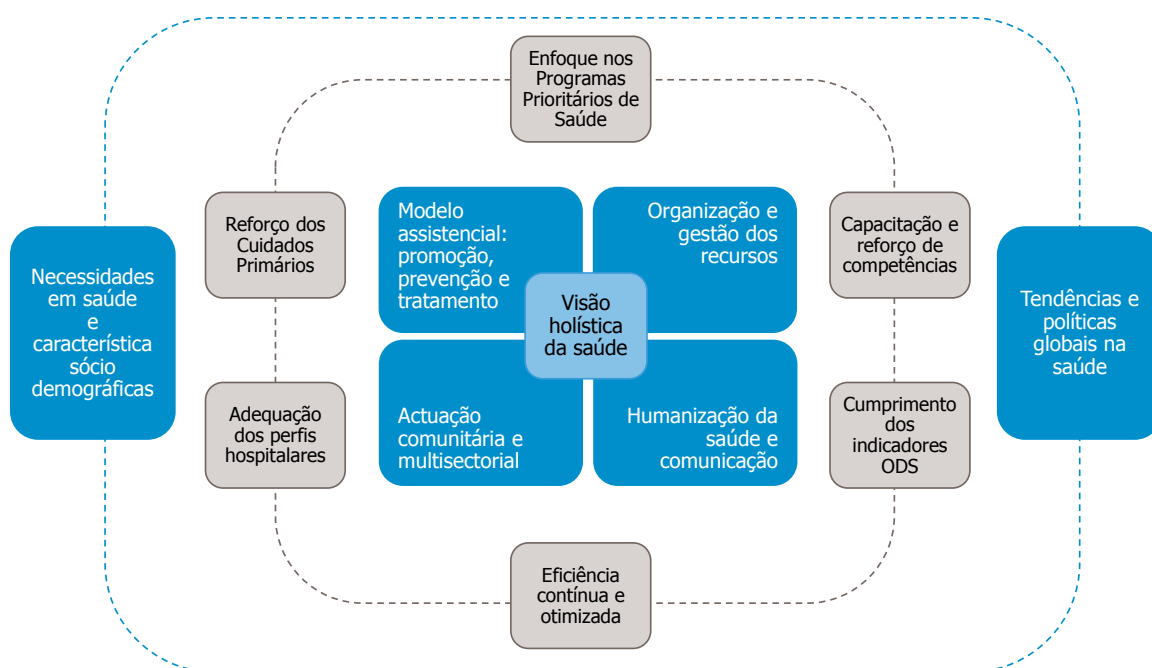 Enfoque nos
Programas
Prioritários de
Saúde
Reforço dos
Cuidados
Primários
Modelo
assistencial:
promoção,
prevenção e
tratamento
Organização e
gestão dos
recursos
Capacitação e
reforço de
competências
Necessidades
em saúde
e
característica
sócio
demográficas
Visão
holística
da saúde
Tendências e
políticas
globais na
saúde
Adequação
dos perfis
hospitalares
Actuação
comunitária e
multisectorial
Humanização da
saúde e
comunicação
Cumprimento
dos
indicadores
ODS
Eficiência
contínua e
otimizada